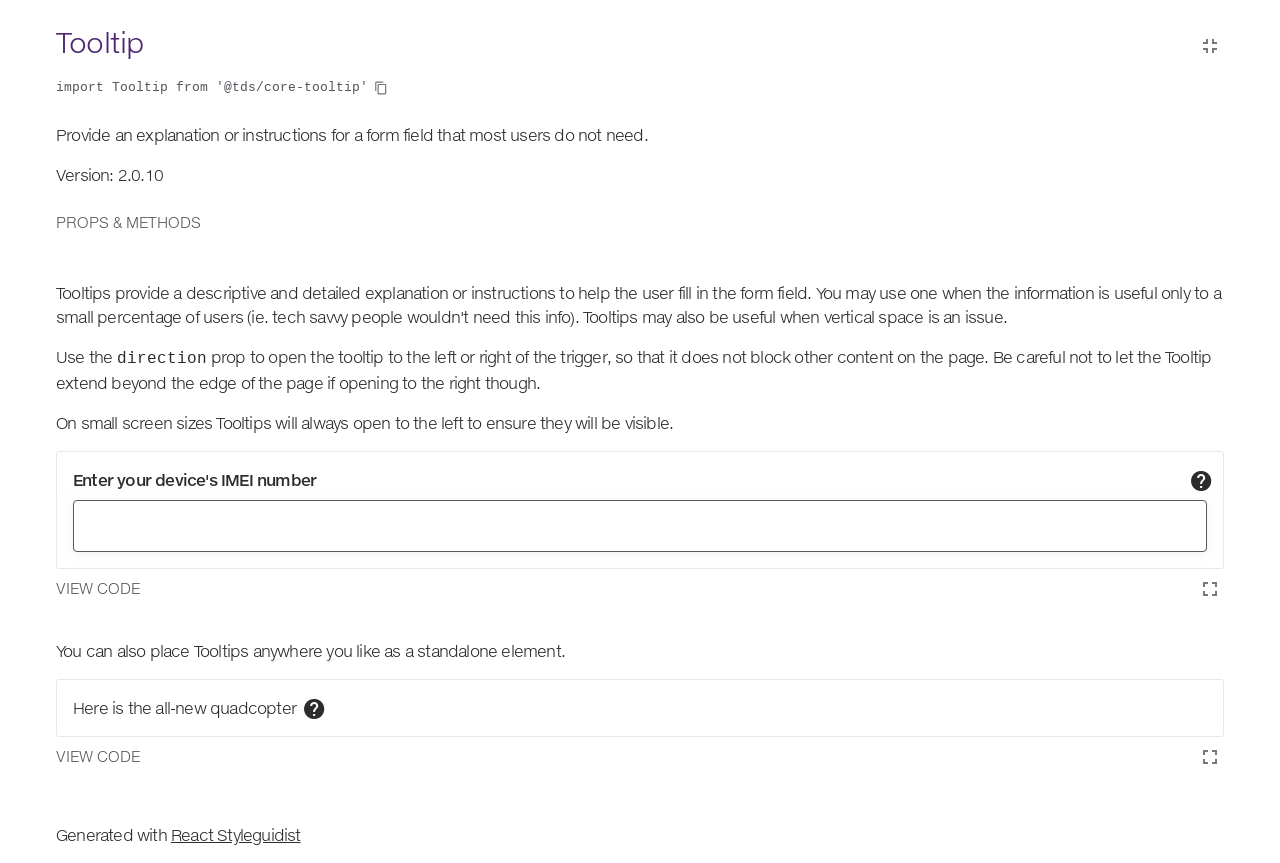 Tooltip
import Tooltip from '@tds/core-tooltip'
Provide an explanation or instructions for a form field that most users do not need.
Version: 2.0.10
PROPS & METHODS
Tooltips provide a descriptive and detailed explanation or instructions to help the user fill in the form field. You may use one when the information is useful only to a
small percentage of users (ie. tech savvy people wouldn't need this info). Tooltips may also be useful when vertical space is an issue.
Use the direction prop to open the tooltip to the left or right of the trigger, so that it does not block other content on the page. Be careful not to let the Tooltip
extend beyond the edge of the page if opening to the right though.
On small screen sizes Tooltips will always open to the left to ensure they will be visible.
Enter your device's IMEI number ?
VIEW CODE
You can also place Tooltips anywhere you like as a standalone element.
Here is the all-new quadcopter ?
VIEW CODE
Generated with React Styleguidist